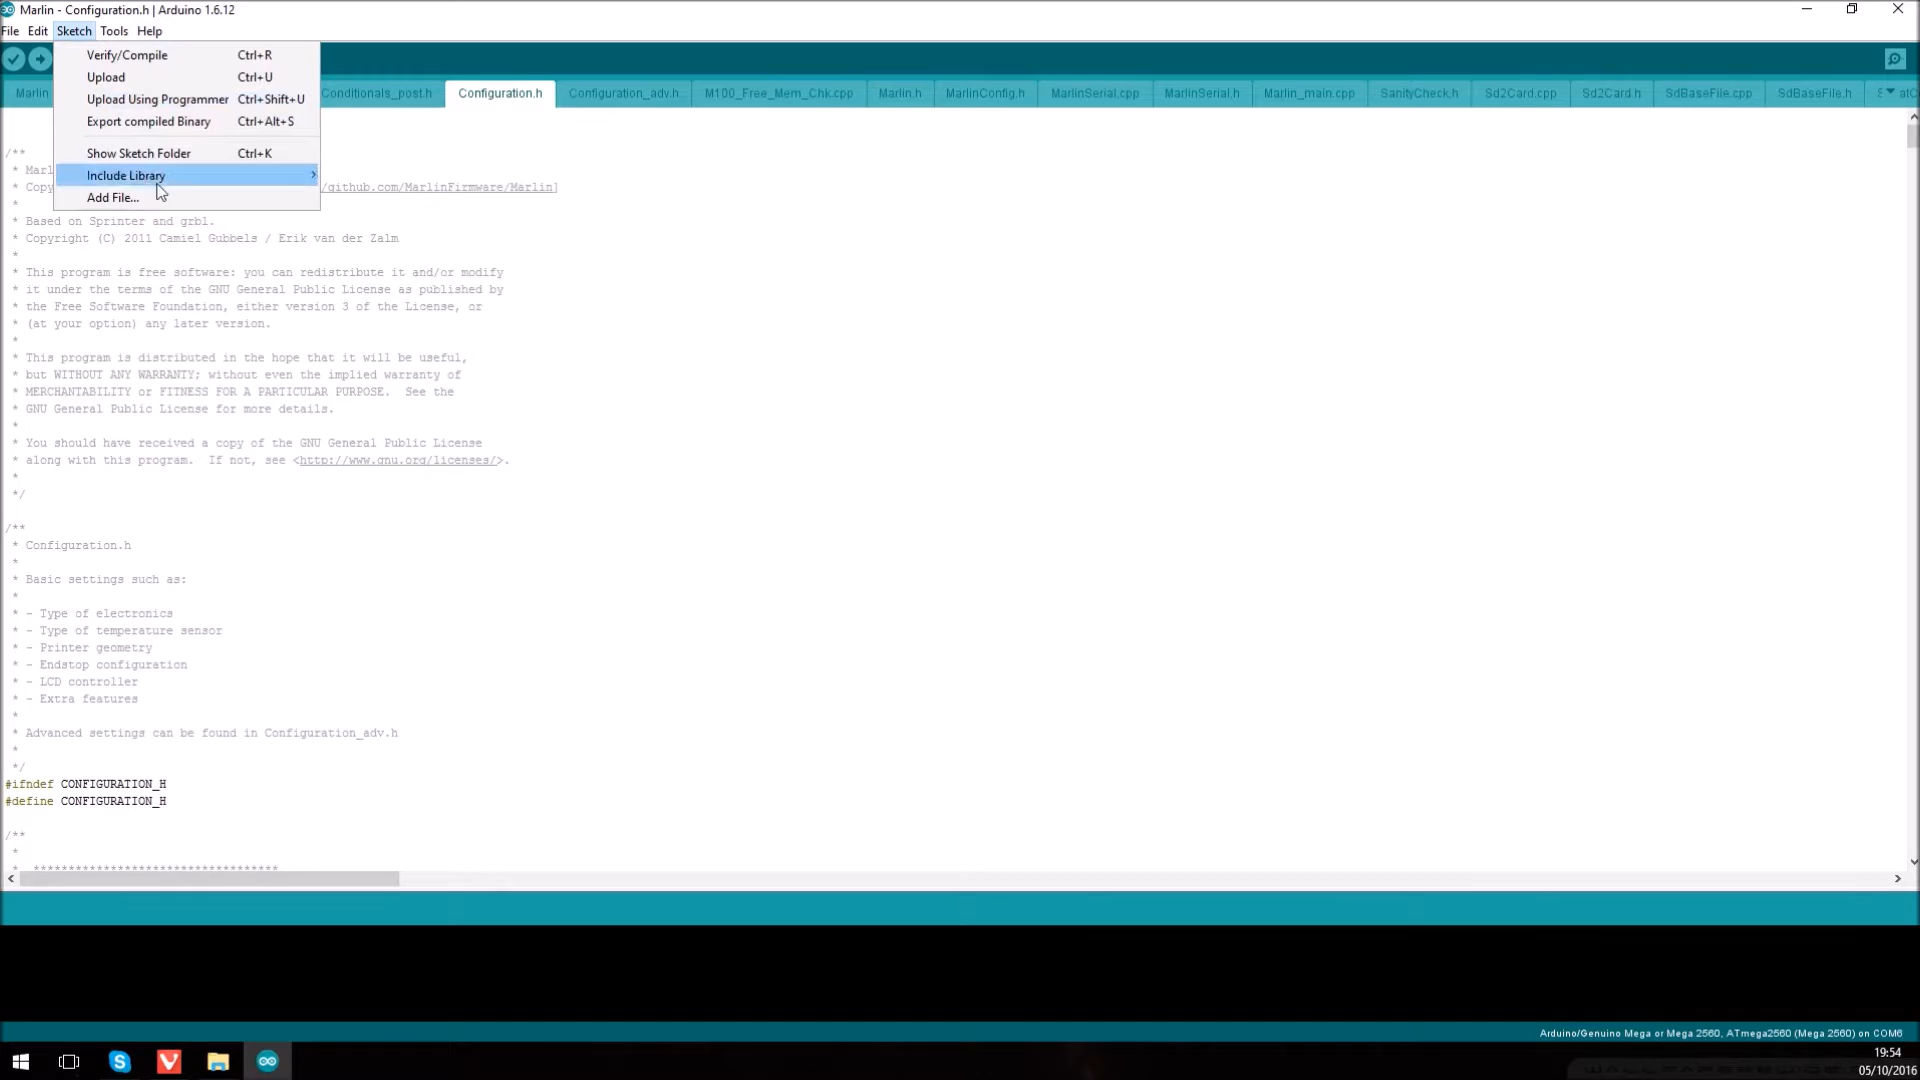 Marlin - Configuration.h | Arduino 1.6.12
File Edit Sketch Tools Help
Verify/Compile Ctrl+R
Upload Ctrl+U
Upload Using Programmer Ctrl+Shift+U
Export compiled Binary Ctrl+Alt+S
Show Sketch Folder Ctrl+K
Include Library
Add File...
Marlin Conditionals_post.h Configuration.h Configuration_adv.h M100_Free_Mem_Chk.cpp Marlin.h MarlinConfig.h MarlinSerial.cpp MarlinSerial.h Marlin_main.cpp SanityCheck.h Sd2Card.cpp Sd2Card.h SdBaseFile.cpp SdBaseFile.h
/**
* Marl
* Copy /github.com/MarlinFirmware/Marlin]
*
* Based on Sprinter and grbl.
* Copyright (C) 2011 Camiel Gubbels / Erik van der Zalm
*
* This program is free software: you can redistribute it and/or modify
* it under the terms of the GNU General Public License as published by
* the Free Software Foundation, either version 3 of the License, or
* (at your option) any later version.
*
* This program is distributed in the hope that it will be useful,
* but WITHOUT ANY WARRANTY; without even the implied warranty of
* MERCHANTABILITY or FITNESS FOR A PARTICULAR PURPOSE.  See the
* GNU General Public License for more details.
*
* You should have received a copy of the GNU General Public License
* along with this program.  If not, see <http://www.gnu.org/licenses/>.
*
*/
/**
* Configuration.h
*
* Basic settings such as:
*
* - Type of electronics
* - Type of temperature sensor
* - Printer geometry
* - Endstop configuration
* - LCD controller
* - Extra features
*
* Advanced settings can be found in Configuration_adv.h
*
*/
#ifndef CONFIGURATION_H
#define CONFIGURATION_H
/**
*
* ***********************************
Arduino/Genuino Mega or Mega 2560, ATmega2560 (Mega 2560) on COM6
19:54
05/10/2016